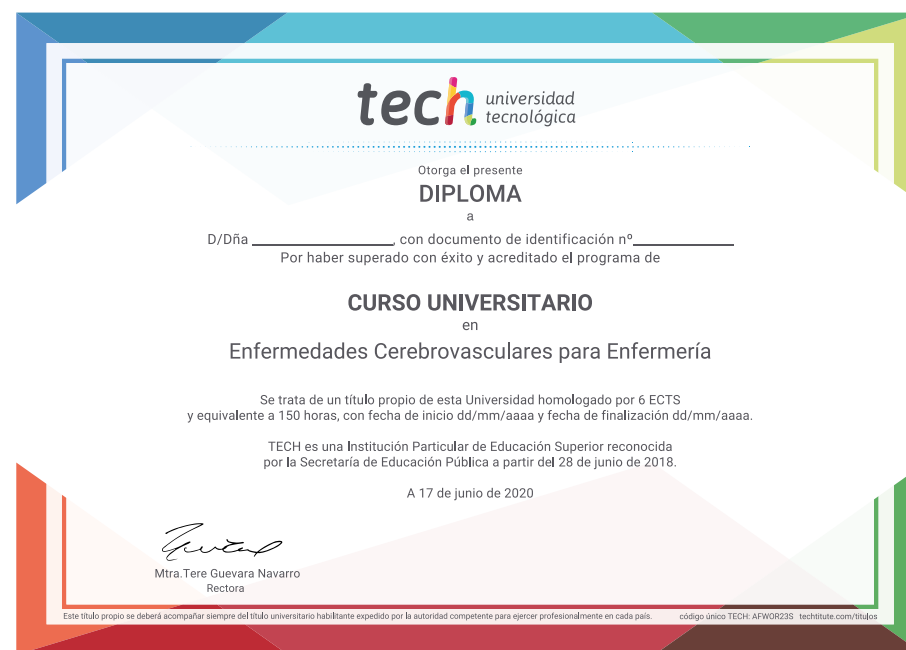 tech universidad
tecnológica
Otorga el presente
DIPLOMA
a
D/Dña ________________, con documento de identificación nº____________
Por haber superado con éxito y acreditado el programa de
CURSO UNIVERSITARIO
en
Enfermedades Cerebrovasculares para Enfermería
Se trata de un título propio de esta Universidad homologado por 6 ECTS
y equivalente a 150 horas, con fecha de inicio dd/mm/aaaa y fecha de finalización dd/mm/aaaa.
TECH es una Institución Particular de Educación Superior reconocida
por la Secretaría de Educación Pública a partir del 28 de junio de 2018.
A 17 de junio de 2020
Mtra.Tere Guevara Navarro
Rectora
Este título propio se deberá acompañar siempre del título universitario habilitante expedido por la autoridad competente para ejercer profesionalmente en cada país. código único TECH: AFWOR23S techtitute.com/titulos